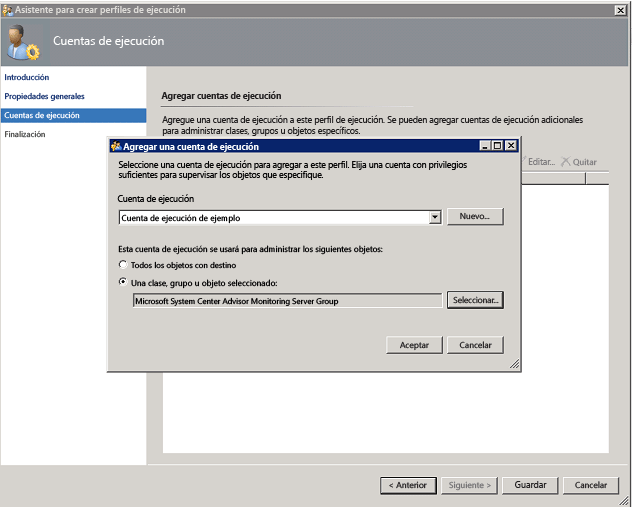 Asistente para crear perfiles de ejecución
Cuentas de ejecución
Introducción
Propiedades generales
Cuentas de ejecución
Finalización
Agregar cuentas de ejecución
Agregue una cuenta de ejecución a este perfil de ejecución. Se pueden agregar cuentas de ejecución adicionales
para administrar clases, grupos u objetos específicos.
Editar... Quitar
Agregar una cuenta de ejecución
Seleccione una cuenta de ejecución para agregar a este perfil. Elija una cuenta con privilegios
suficientes para supervisar los objetos que especifique.
Cuenta de ejecución
Cuenta de ejecución de ejemplo
Nuevo...
Esta cuenta de ejecución se usará para administrar los siguientes objetos:
Todos los objetos con destino
Una clase, grupo u objeto seleccionado:
Microsoft System Center Advisor Monitoring Server Group
Seleccionar...
Aceptar Cancelar
< Anterior Siguiente > Guardar Cancelar